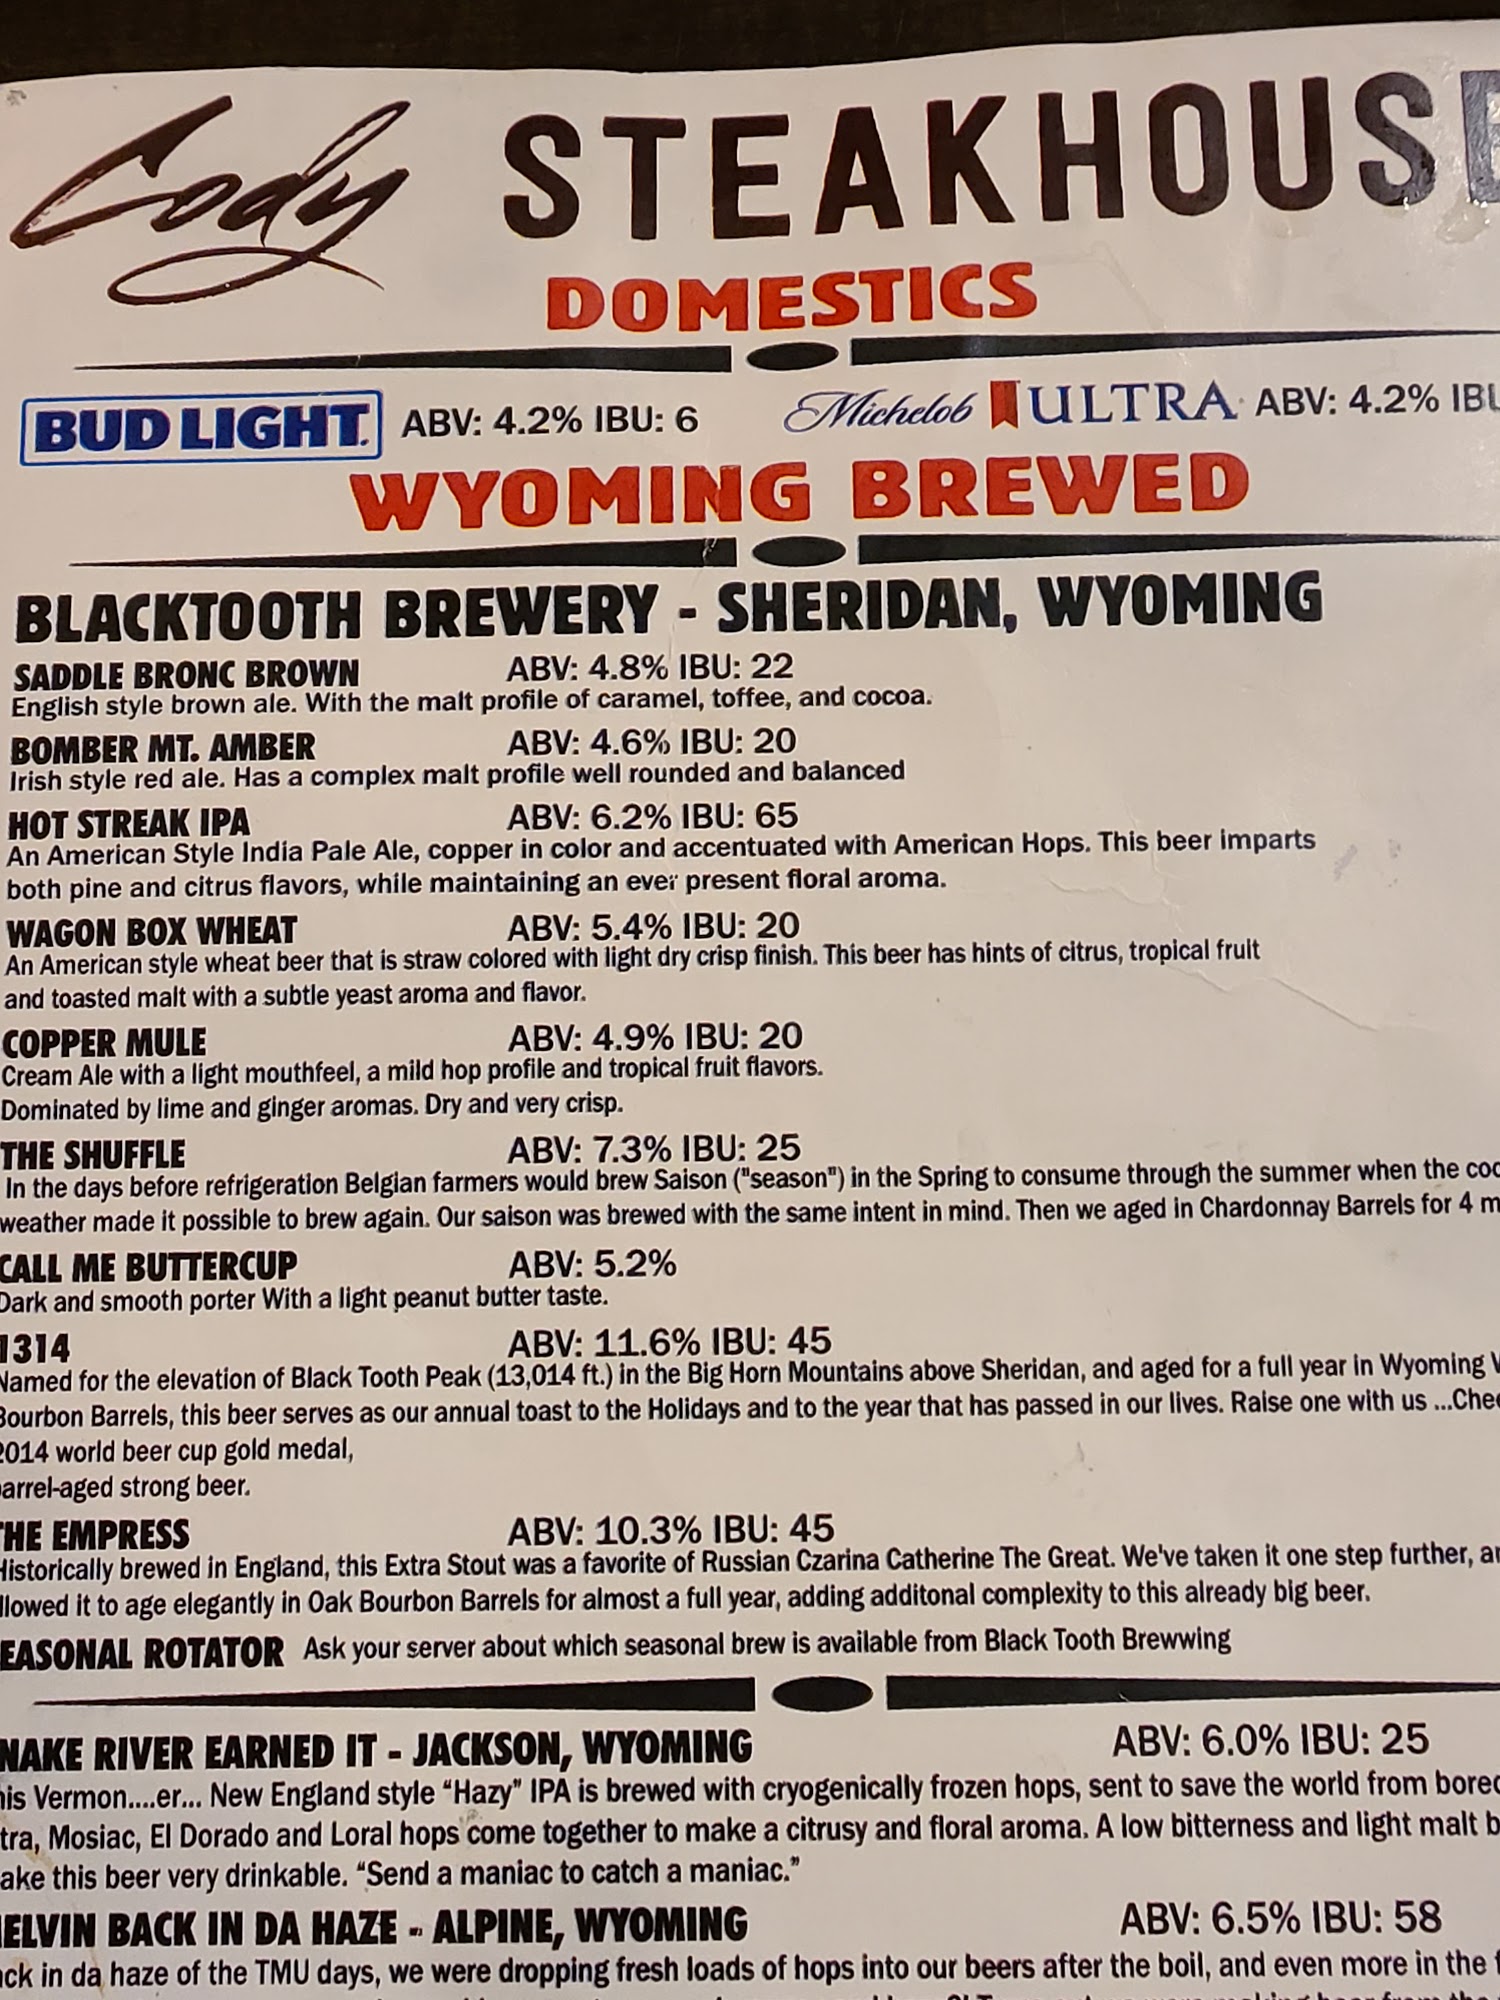 Cody STEAKHOUSE
DOMESTICS
BUD LIGHT. ABV: 4.2% IBU: 6 Michelob ULTRA ABV: 4.2% IBU
WYOMING BREWED
BLACKTOOTH BREWERY - SHERIDAN, WYOMING
SADDLE BRONC BROWN ABV: 4.8% IBU: 22
English style brown ale. With the malt profile of caramel, toffee, and cocoa.
BOMBER MT. AMBER ABV: 4.6% IBU: 20
Irish style red ale. Has a complex malt profile well rounded and balanced
HOT STREAK IPA ABV: 6.2% IBU: 65
An American Style India Pale Ale, copper in color and accentuated with American Hops. This beer imparts
both pine and citrus flavors, while maintaining an ever present floral aroma.
WAGON BOX WHEAT ABV: 5.4% IBU: 20
An American style wheat beer that is straw colored with light dry crisp finish. This beer has hints of citrus, tropical fruit
and toasted malt with a subtle yeast aroma and flavor.
COPPER MULE ABV: 4.9% IBU: 20
Cream Ale with a light mouthfeel, a mild hop profile and tropical fruit flavors.
Dominated by lime and ginger aromas. Dry and very crisp.
THE SHUFFLE ABV: 7.3% IBU: 25
In the days before refrigeration Belgian farmers would brew Saison ("season") in the Spring to consume through the summer when the
weather made it possible to brew again. Our saison was brewed with the same intent in mind. Then we aged in Chardonnay Barrels for 4
CALL ME BUTTERCUP ABV: 5.2%
Dark and smooth porter With a light peanut butter taste.
1314 ABV: 11.6% IBU: 45
Named for the elevation of Black Tooth Peak (13,014 ft.) in the Big Horn Mountains above Sheridan, and aged for a full year in Wyoming
Bourbon Barrels, this beer serves as our annual toast to the Holidays and to the year that has passed in our lives. Raise one with us ...Chee
2014 world beer cup gold medal,
arrel-aged strong beer.
THE EMPRESS ABV: 10.3% IBU: 45
Historically brewed in England, this Extra Stout was a favorite of Russian Czarina Catherine The Great. We've taken it one step further,
llowed it to age elegantly in Oak Bourbon Barrels for almost a full year, adding additonal complexity to this already big beer.
EASONAL ROTATOR Ask your server about which seasonal brew is available from Black Tooth Brewwing
NAKE RIVER EARNED IT - JACKSON, WYOMING ABV: 6.0% IBU: 25
his Vermon....er... New England style “Hazy” IPA is brewed with cryogenically frozen hops, sent to save the world from
tra, Mosiac, El Dorado and Loral hops come together to make a citrusy and floral aroma. A low bitterness and light malt
ake this beer very drinkable. “Send a maniac to catch a maniac.”
ELVIN BACK IN DA HAZE - ALPINE, WYOMING ABV: 6.5% IBU: 58
ck in da haze of the TMU days, we were dropping fresh loads of hops into our beers after the boil, and even more in the